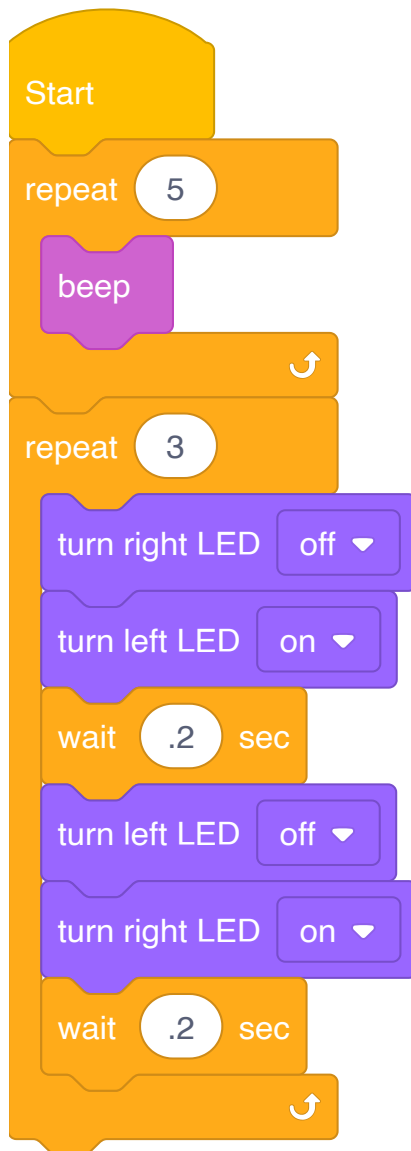 Start
repeat 5
beep
repeat 3
turn right LED off
turn left LED on
wait .2 sec
turn left LED off
turn right LED on
wait .2 sec